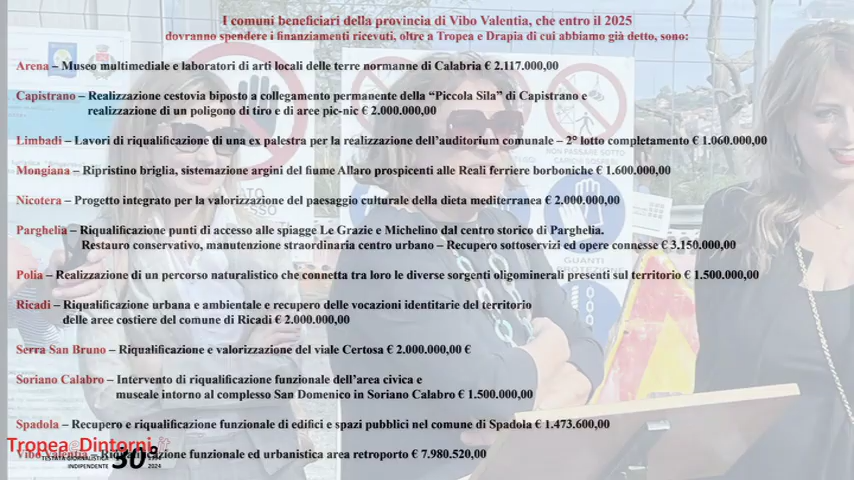 I comuni beneficiari della provincia di Vibo Valentia, che entro il 2025
dovranno spendere i finanziamenti ricevuti, oltre a Tropea e Drapia di cui abbiamo già detto, sono:
Arena – Museo multimediale e laboratori di arti locali delle terre normanne di Calabria € 2.117.000,00
Capistrano – Realizzazione cestovia biposto a collegamento permanente della “Piccola Sila” di Capistrano e
realizzazione di un poligono di tiro e di aree pic-nic € 2.000.000,00
Limbadi – Lavori di riqualificazione di una ex palestra per la realizzazione dell’auditorium comunale – 2° lotto completamento € 1.060.000,00
Mongiana – Ripristino briglia, sistemazione argini del fiume Allaro prospicenti alle Reali ferriere borboniche € 1.600.000,00
Nicotera – Progetto integrato per la valorizzazione del paesaggio culturale della dieta mediterranea € 2.000.000,00
Parghelia – Riqualificazione punti di accesso alle spiagge Le Grazie e Michelino dal centro storico di Parghelia.
Restauro conservativo, manutenzione straordinaria centro urbano – Recupero sottoservizi ed opere connesse € 3,150.000,00
Polia – Realizzazione di un percorso naturalistico che connetta tra loro le diverse sorgenti oligominerali presenti sul territorio € 1.500.000,00
Ricadi – Riqualificazione urbana e ambientale e recupero delle vocazioni identitarie del territorio
delle aree costiere del comune di Ricadi € 2.000.000,00
Serra San Bruno – Riqualificazione e valorizzazione del viale Certosa € 2.000.000,00 €
Soriano Calabro – Intervento di riqualificazione funzionale dell’area civica e
museale intorno al complesso San Domenico in Soriano Calabro € 1.500.000,00
Spadola – Recupero e riqualificazione funzionale di edifici e spazi pubblici nel comune di Spadola € 1.473.600,00
Vibo Valentia – Riqualificazione funzionale ed urbanistica area retroporto € 7.980.520,00
TropeaeDintorni.it
TESTATA GIORNALISTICA
INDIPENDENTE
30°
1994
2024
GUANTI